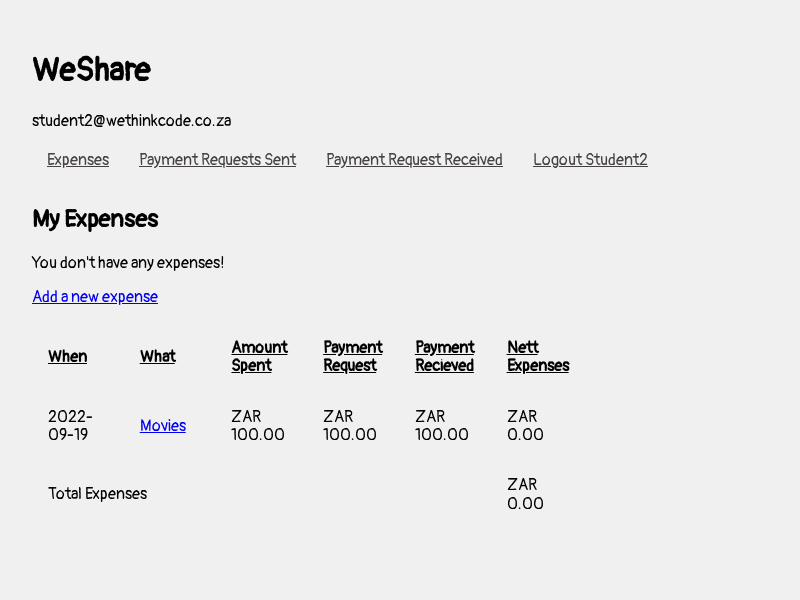 WeShare
student2@wethinkcode.co.za
Expenses Payment Requests Sent Payment Request Received Logout Student2
My Expenses
You don't have any expenses!
Add a new expense
When What Amount Spent Payment Request Payment Recieved Nett Expenses
2022-09-19 Movies ZAR 100.00 ZAR 100.00 ZAR 100.00 ZAR 0.00
Total Expenses ZAR 0.00